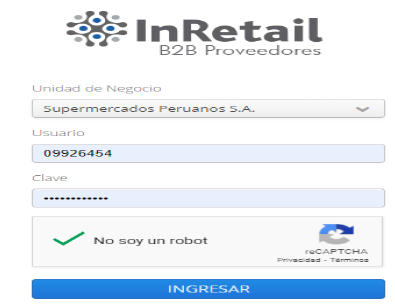 InRetail
B2B Proveedores
Unidad de Negocio
Supermercados Peruanos S.A.
Usuario
09926454
Clave
••••••••••••
No soy un robot
reCAPTCHA
Privacidad - Términos
INGRESAR